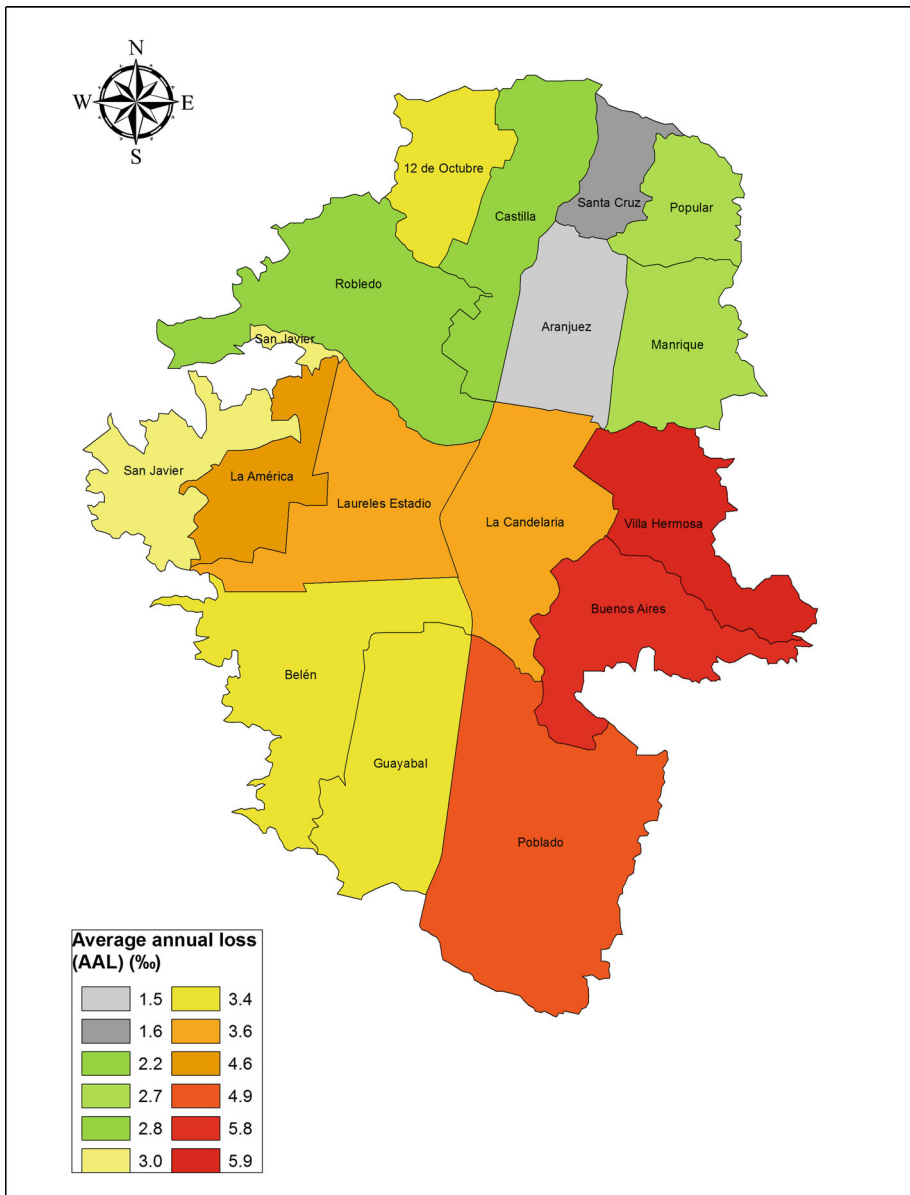 N
W E
S
12 de Octubre
Santa Cruz
Popular
Castilla
Robledo
Aranjuez
San Javier
Manrique
San Javier
La América
Laureles Estadio
La Candelaria
Villa Hermosa
Buenos Aires
Belén
Guayabal
Poblado
Average annual loss
(AAL) (‰)
1.5 3.4
1.6 3.6
2.2 4.6
2.7 4.9
2.8 5.8
3.0 5.9